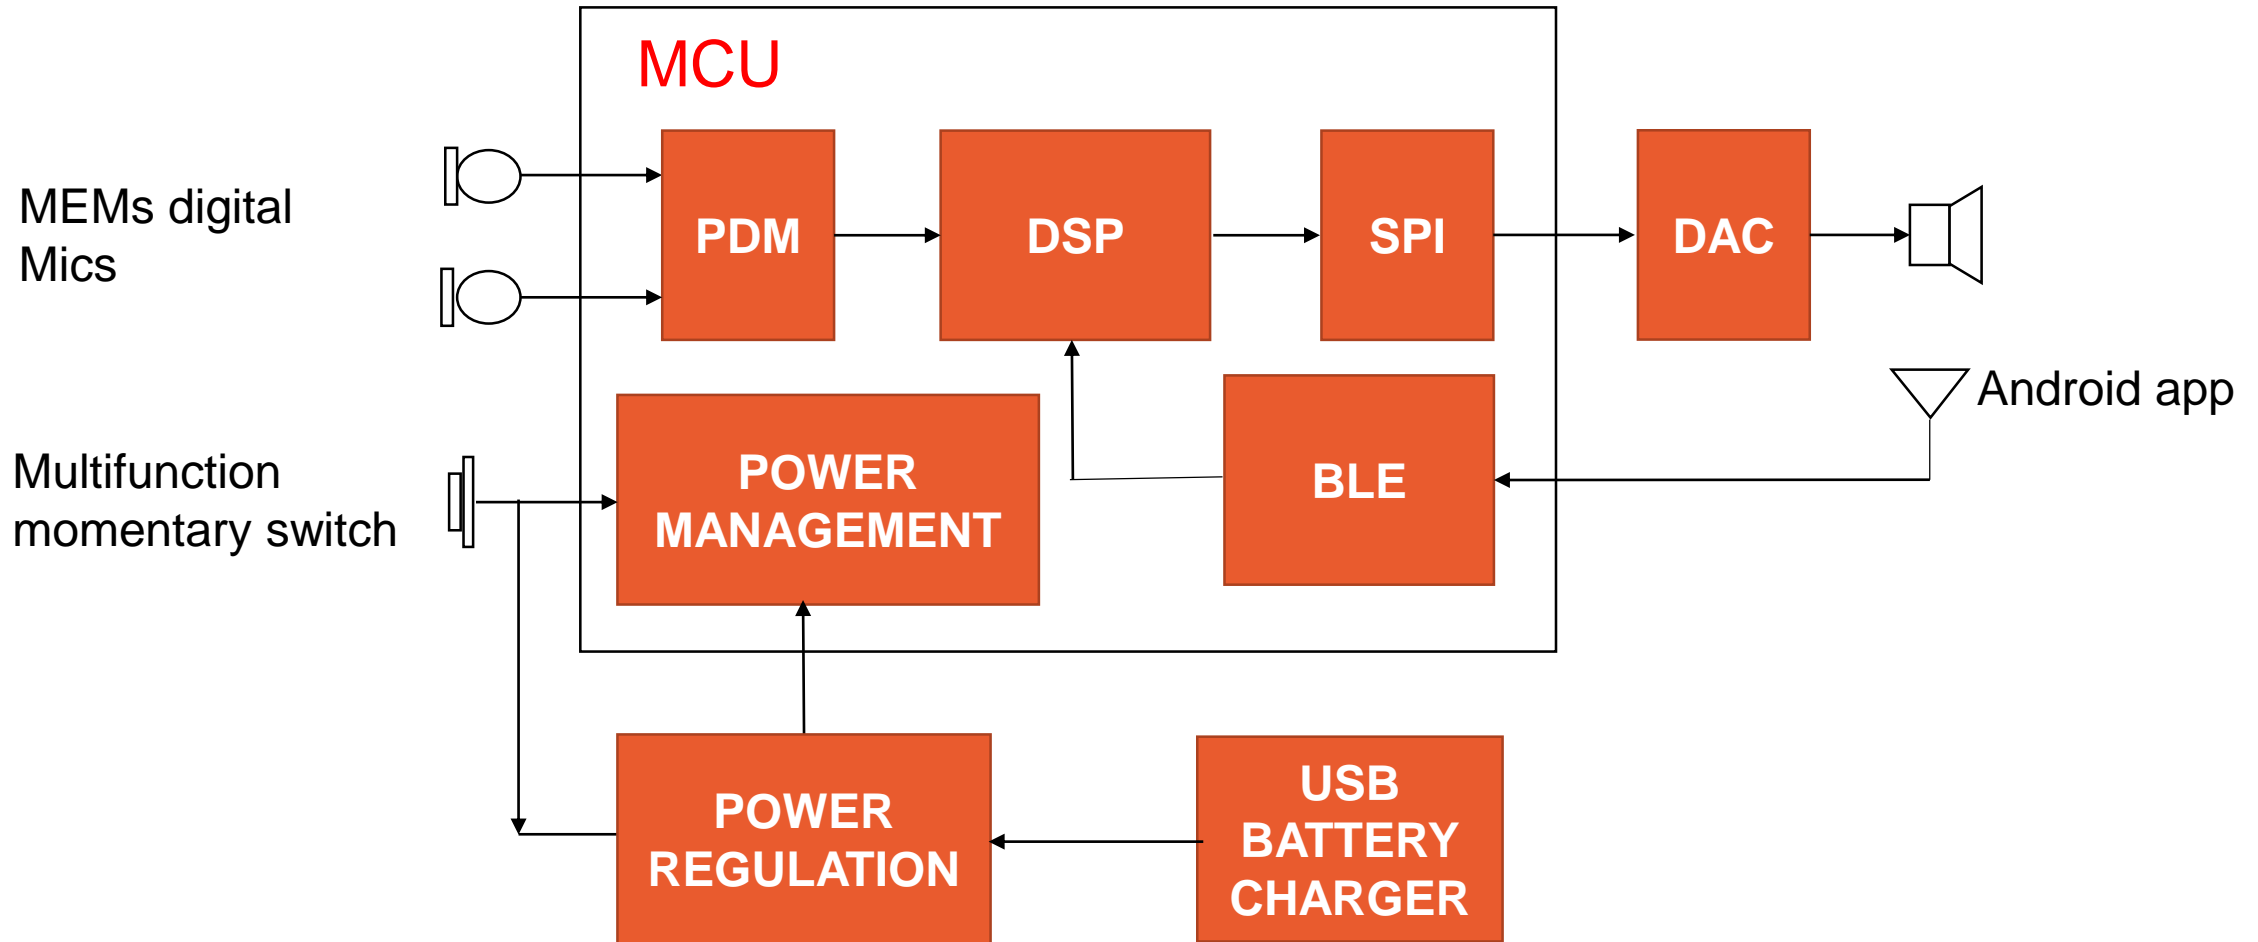 MCU
MEMs digital
Mics
PDM
DSP
SPI
DAC
Android app
Multifunction
momentary switch
POWER
MANAGEMENT
BLE
POWER
REGULATION
USB
BATTERY
CHARGER